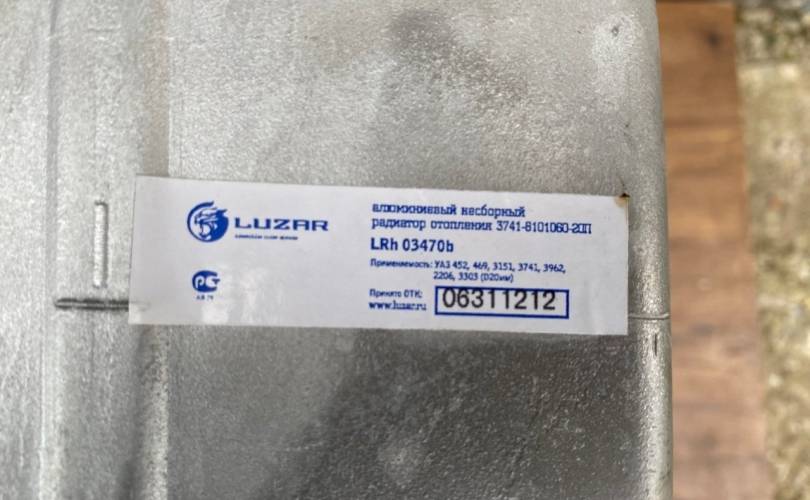 LUZAR
алюминиевый несборный
радиатор отопления 3741-8101060-20П
LRh 03470b
Применяемость: УАЗ 452, 469, 3151, 3741, 3962,
2206, 3303 (D20мм)
РСТ
Принято ОТК:
www.luzar.ru
06311212